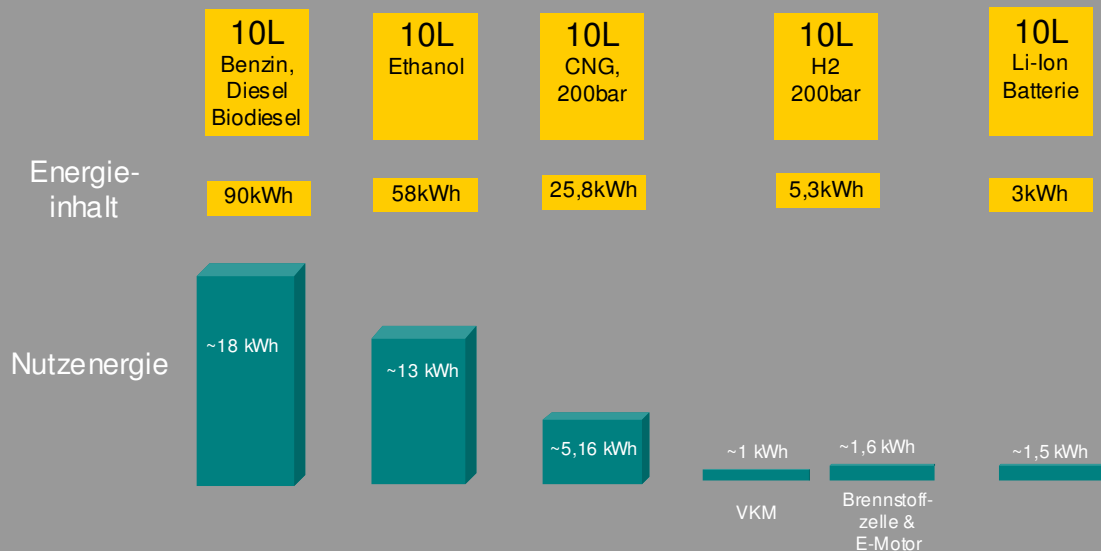 10L
Benzin,
Diesel
Biodiesel
10L
Ethanol
10L
CNG,
200bar
10L
H2
200bar
10L
Li-Ion
Batterie
Energie-
inhalt
90kWh
58kWh
25,8kWh
5,3kWh
3kWh
Nutzenergie
~18 kWh
~13 kWh
~5,16 kWh
~1 kWh
~1,6 kWh
~1,5 kWh
VKM
Brennstoff-
zelle &
E-Motor